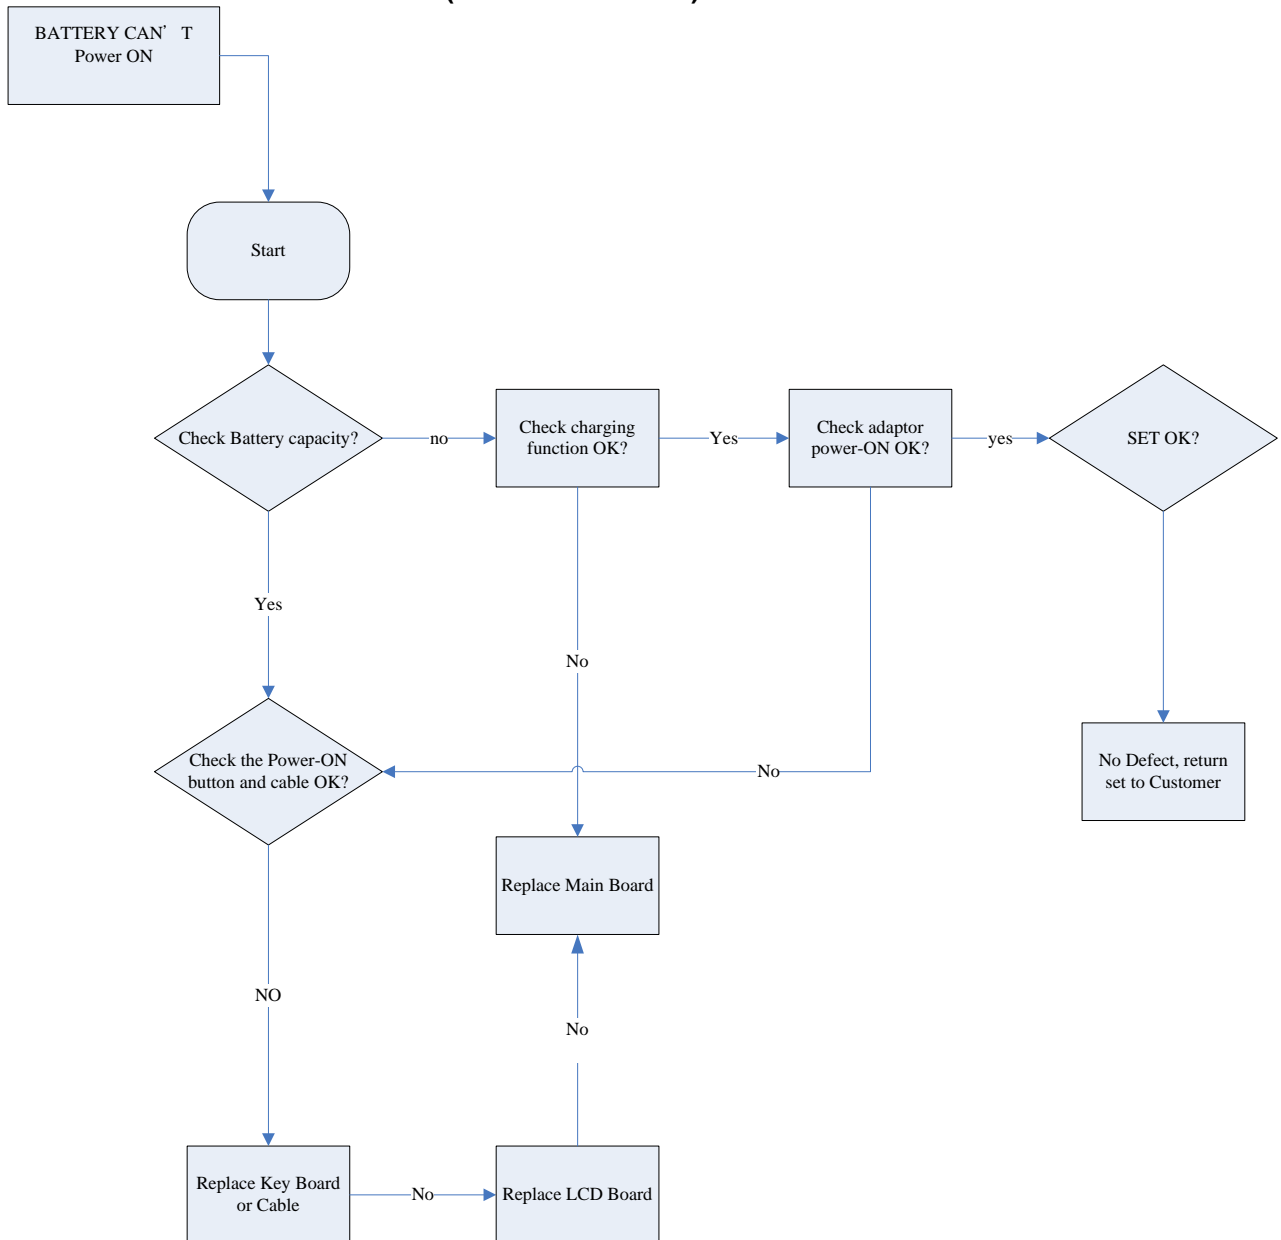 BATTERY CAN’T
Power ON
Start
Check Battery capacity?
no
Check charging
function OK?
Yes
Check adaptor
power-ON OK?
yes
SET OK?
Yes
No
Check the Power-ON
button and cable OK?
No
No Defect, return
set to Customer
Replace Main Board
NO
No
Replace Key Board
or Cable
No
Replace LCD Board